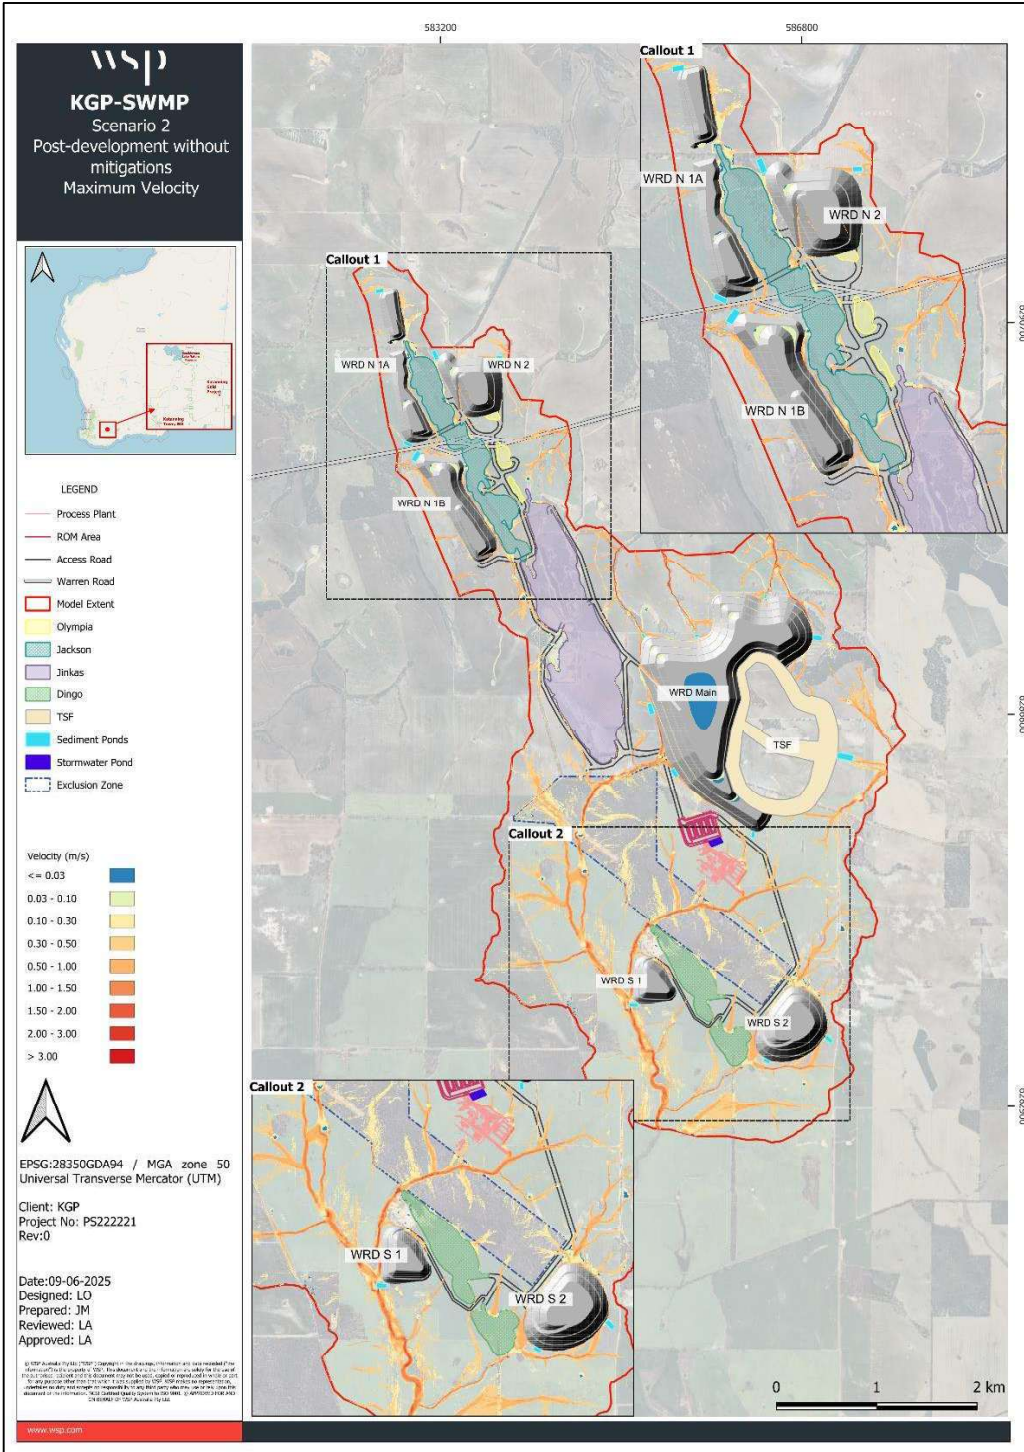 wsp
KGP-SWMP
Scenario 2
Post-development without
mitigations
Maximum Velocity
LEGEND
Process Plant
ROM Area
Access Road
Warren Road
Model Extent
Olympia
Jackson
Jinkas
Dingo
TSF
Sediment Ponds
Stormwater Pond
Exclusion Zone
Velocity (m/s)
<= 0.03
0.03 - 0.10
0.10 - 0.30
0.30 - 0.50
0.50 - 1.00
1.00 - 1.50
1.50 - 2.00
2.00 - 3.00
> 3.00
EPSG:28350GDA94 / MGA zone 50
Universal Transverse Mercator (UTM)
Client: KGP
Project No: PS222221
Rev:0
Date:09-06-2025
Designed: LO
Prepared: JM
Reviewed: LA
Approved: LA
www.wsp.com
583200
586800
Callout 1
WRD N 1A
WRD N 2
WRD N 1B
Callout 1
WRD N 1A
WRD N 2
WRD N 1B
WRD Main
TSF
Callout 2
WRD S 1
WRD S 2
Callout 2
WRD S 1
WRD S 2
0
1
2 km